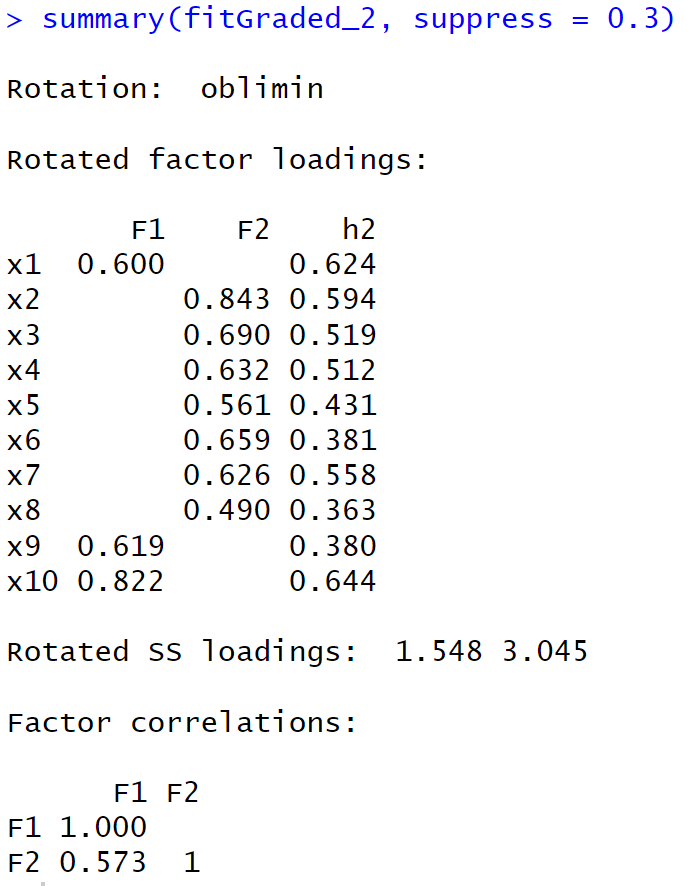 > summary(fitGraded_2, suppress = 0.3)
Rotation:  oblimin
Rotated factor loadings:
F1 F2 h2
x1 0.600 0.624
x2 0.843 0.594
x3 0.690 0.519
x4 0.632 0.512
x5 0.561 0.431
x6 0.659 0.381
x7 0.626 0.558
x8 0.490 0.363
x9 0.619 0.380
x10 0.822 0.644
Rotated SS loadings:  1.548 3.045
Factor correlations:
F1 F2
F1 1.000
F2 0.573 1